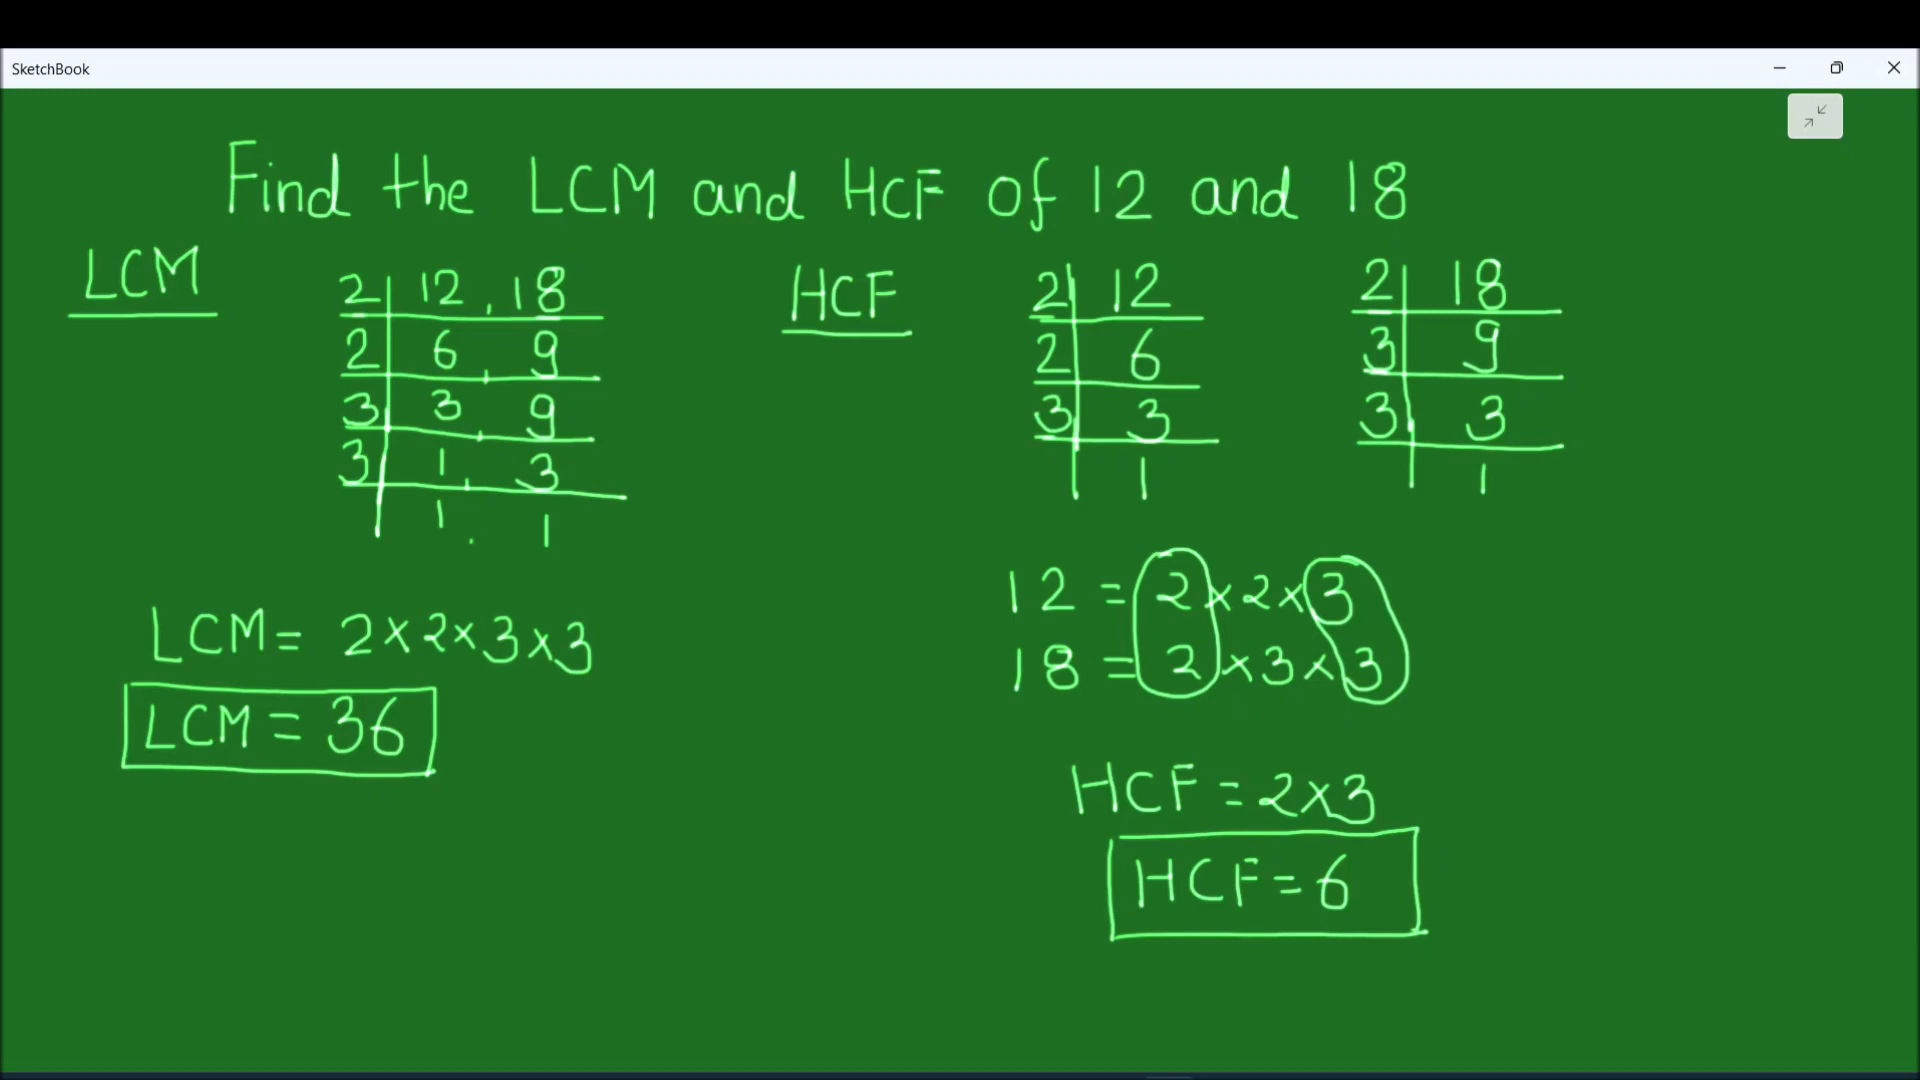 SketchBook
Find the LCM and HCF of 12 and 18
LCM
2 | 12 , 18
2 | 6 , 9
3 | 3 , 9
3 | 1 , 3
| 1 . 1
LCM = 2 × 2 × 3 × 3
LCM = 36
HCF
2 | 12
2 | 6
3 | 3
| 1
2 | 18
3 | 9
3 | 3
| 1
12 = 2 × 2 × 3
18 = 2 × 3 × 3
HCF = 2 × 3
HCF = 6